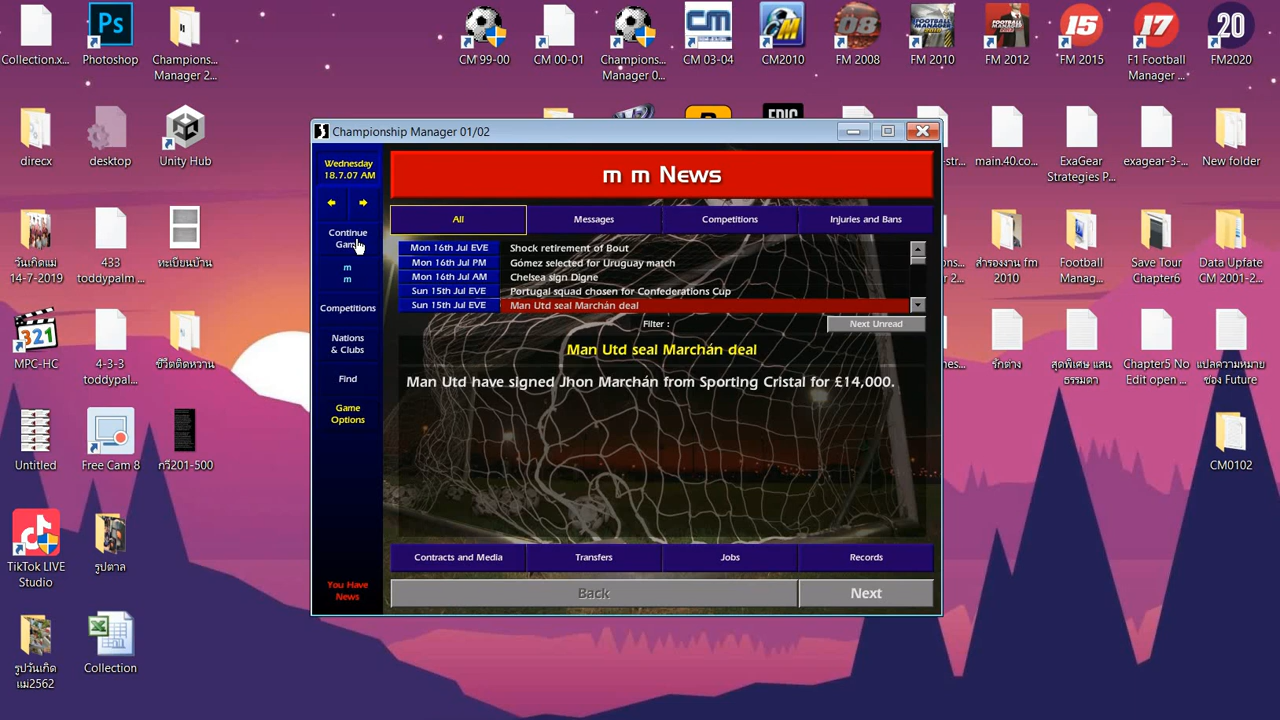 Collection.x...
Photoshop
Champions...
Manager 2...
CM 99-00
CM 00-01
Champions...
Manager 0...
CM 03-04
CM2010
FM 2008
FM 2010
FM 2012
FM 2015
F1 Football
Manager ...
FM2020
direcx
desktop
Unity Hub
main.40.co...
ExaGear
Strategies P...
exagear-3-...
New folder
Championship Manager 01/02
Wednesday
18.7.07 AM
m m News
All
Messages
Competitions
Injuries and Bans
Continue
Game
m
m
Competitions
Nations
& Clubs
Find
Game
Options
You Have
News
Mon 16th Jul EVE Shock retirement of Bout
Mon 16th Jul PM Gómez selected for Uruguay match
Mon 16th Jul AM Chelsea sign Digne
Sun 15th Jul EVE Portugal squad chosen for Confederations Cup
Sun 15th Jul EVE Man Utd seal Marchán deal
Filter :
Next Unread
Man Utd seal Marchán deal
Man Utd have signed Jhon Marchán from Sporting Cristal for £14,000.
Contracts and Media
Transfers
Jobs
Records
Back
Next
วันเกิดแม่
14-7-2019
433
toddypalm ...
ทะเบียนบ้าน
สำรองงาน fm
2010
Football
Manag...
Save Tour
Chapter6
Data Upfate
CM 2001-2...
MPC-HC
4-3-3
toddypal...
ชีวิตติดหวาน
รักต่าง
สุดพิเศษ แสน
ธรรมดา
Chapter5 No
Edit open ...
แปลความหมาย
ของ Future
Untitled
Free Cam 8
กวี201-500
CM0102
TikTok LIVE
Studio
รูปตาล
รูปวันเกิด
แม่2562
Collection